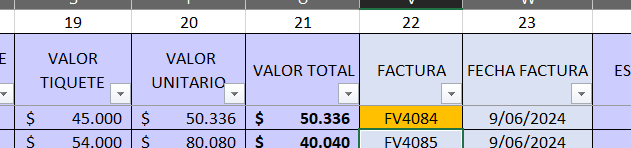 19 20 21 22 23
VALOR TIQUETE VALOR UNITARIO VALOR TOTAL FACTURA FECHA FACTURA
$ 45.000 $ 50.336 $ 50.336 FV4084 9/06/2024
$ 54.000 $ 80.080 $ 40.040 FV4085 9/06/2024